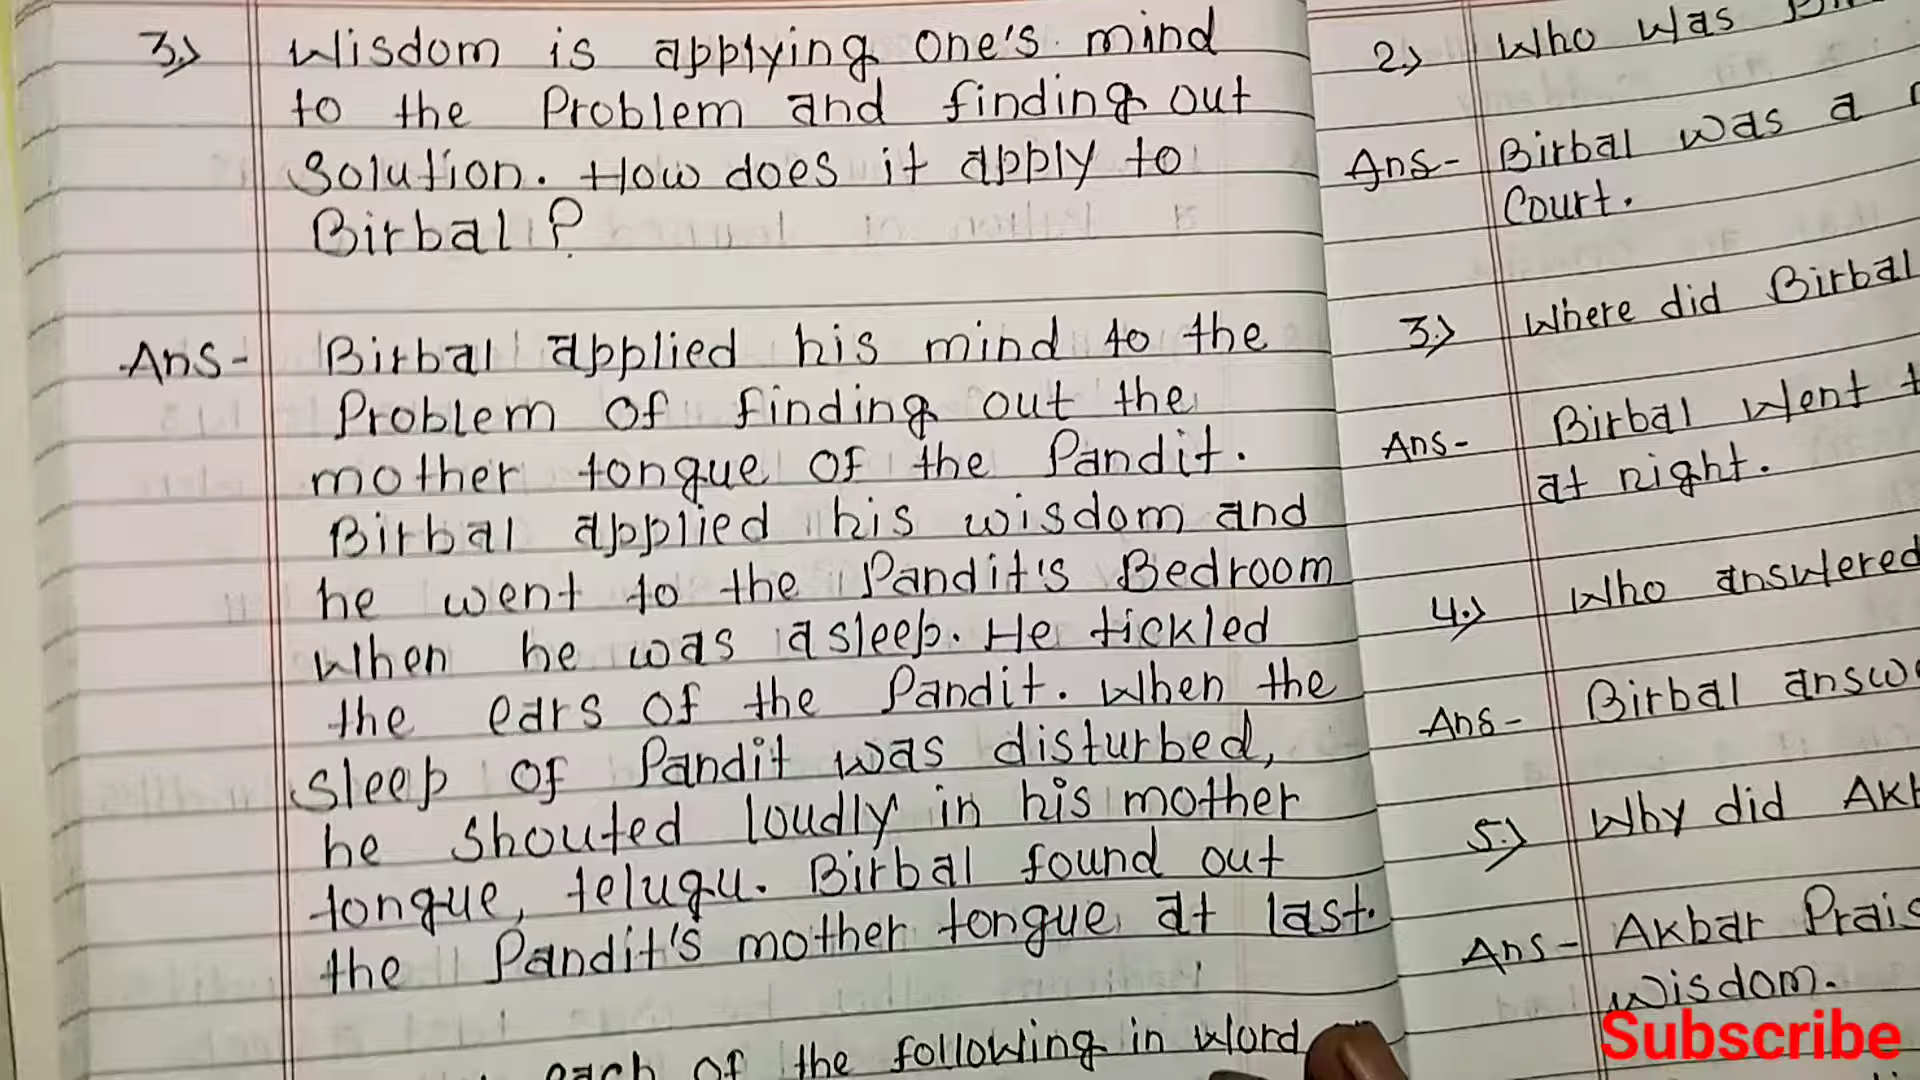 3.) Wisdom is applying one's mind
to the Problem and finding out
Solution. How does it apply to
Birbal?
Ans- Birbal applied his mind to the
Problem of finding out the
mother tongue of the Pandit.
Birbal applied his wisdom and
he went to the Pandit's Bedroom
when he was asleep. He tickled
the ears of the Pandit. When the
sleep of Pandit was disturbed,
he shouted loudly in his mother
tongue, telugu. Birbal found out
the Pandit's mother tongue at last.
each of the following in word
2.) Who was
Ans- Birbal was a
Court.
3.) Where did Birbal
Ans- Birbal went
at night.
4.) Who answered
Ans- Birbal
5.) Why did
Ans- Akbar
wisdom.
Subscribe